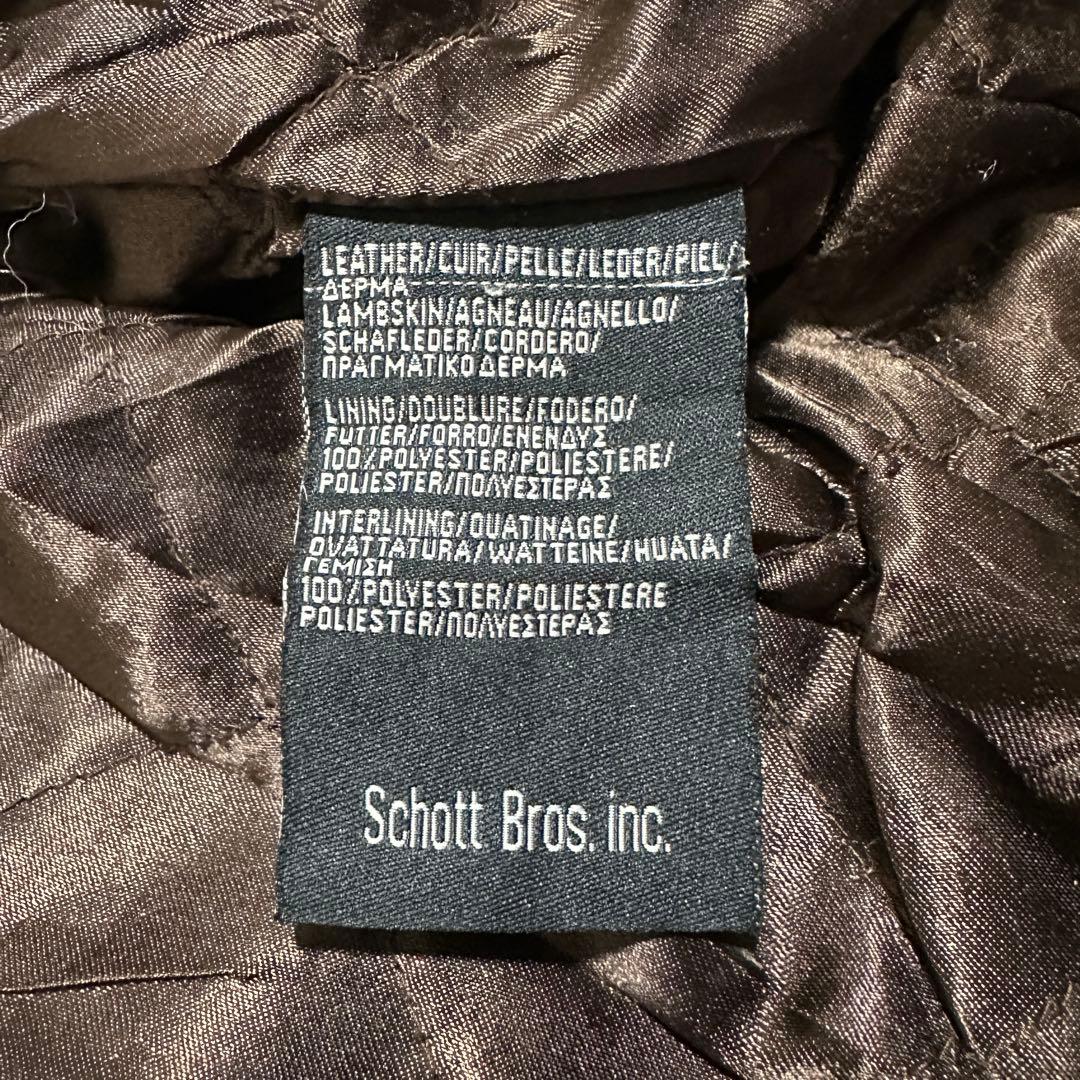 LEATHER/CUIR/PELLE/LEDER/PIEL/
ΔΕΡΜΑ
LAMBSKIN/AGNEAU/AGNELLO/
SCHAFLEDER/CORDERO/
ΠΡΑΓΜΑΤΙΚΟ ΔΕΡΜΑ
LINING/DOUBLURE/FODERO/
FUTTER/FORRO/ΕΝΕΝΔΥΣ
100%POLYESTER/POLIESTERE/
POLIESTER/ΠΟΛΥΕΣΤΕΡΑΣ
INTERLINING/OUATINAGE/
OVATTATURA/WATTEINE/HUATA/
ΓΕΜΙΣΗ
100%POLYESTER/POLIESTERE
POLIESTER/ΠΟΛΥΕΣΤΕΡΑΣ
Schott Bros. inc.